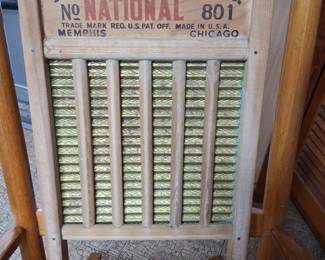 No NATIONAL 801
TRADE MARK REG. U.S. PAT. OFF. MADE IN U.S.A.
MEMPHIS CHICAGO